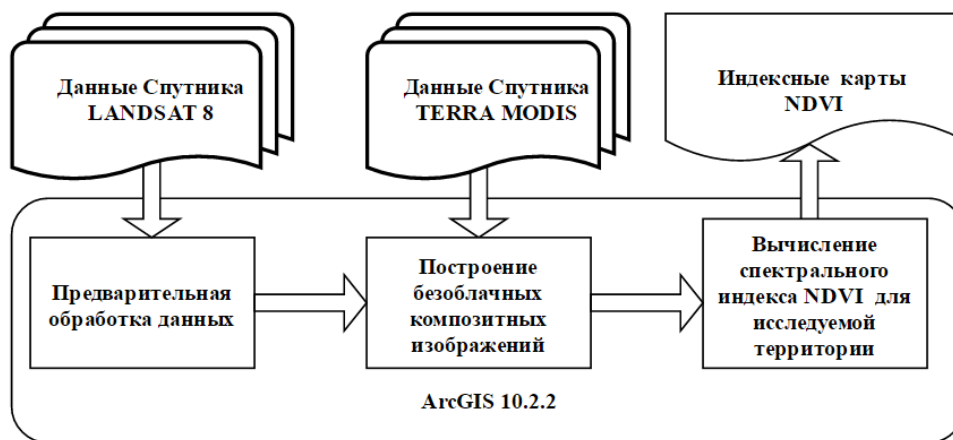 Данные Спутника
LANDSAT 8
Данные Спутника
TERRA MODIS
Индексные карты
NDVI
Предварительная
обработка данных
Построение
безоблачных
композитных
изображений
Вычисление
спектрального
индекса NDVI для
исследуемой
территории
ArcGIS 10.2.2